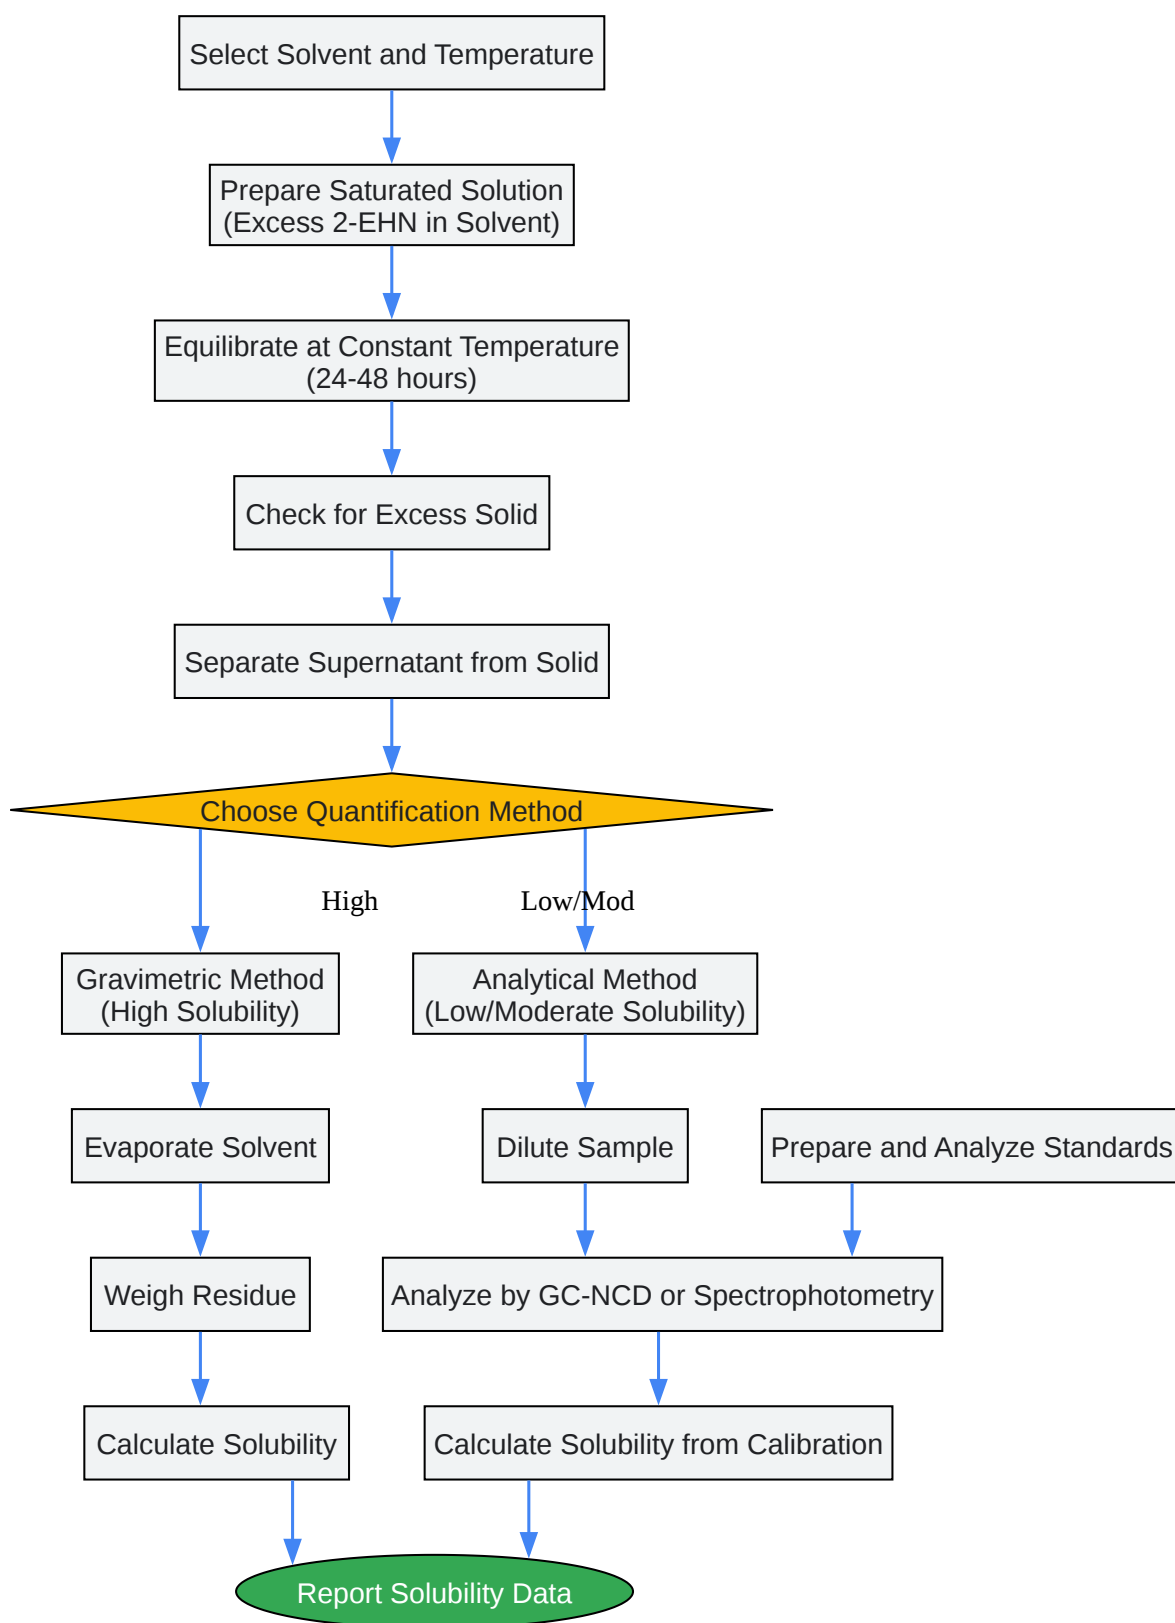 Select Solvent and Temperature
Prepare Saturated Solution
(Excess 2-EHN in Solvent)
Equilibrate at Constant Temperature
(24-48 hours)
Check for Excess Solid
Separate Supernatant from Solid
Choose Quantification Method
High
Low/Mod
Gravimetric Method
(High Solubility)
Analytical Method
(Low/Moderate Solubility)
Evaporate Solvent
Dilute Sample
Prepare and Analyze Standards
Weigh Residue
Analyze by GC-NCD or Spectrophotometry
Calculate Solubility
Calculate Solubility from Calibration
Report Solubility Data